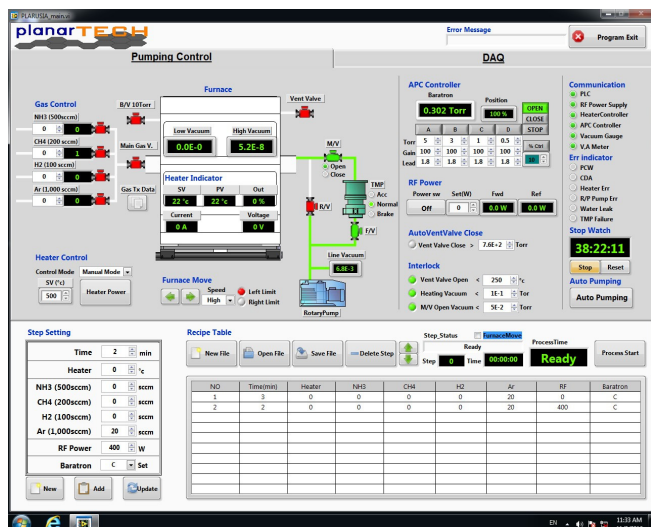 PLARUSIA_main.vi
planarTECH
Error Message
Program Exit
Pumping Control
DAQ
Gas Control
NH3 (500sccm)
0 0
CH4 (200 sccm)
0 1
H2 (100 sccm)
0 0
Ar (1,000 sccm)
0 0
B/V 10Torr
Main Gas V.
Gas Tx Data
Furnace
Low Vacuum High Vacuum
0.0E-0 5.2E-8
Heater Indicator
SV PV Out
22 °c 22 °c 0 %
Current Voltage
0 A 0 V
Vent Valve
M/V
Open
Close
TMP
Acc
Normal
Brake
R/V
F/V
Line Vacuum
6.8E-3
RotaryPump
Heater Control
Control Mode Manual Mode
SV (°c)
500
Heater Power
Furnace Move
Speed
High
Left Limit
Right Limit
APC Controller
Baratron
0.302 Torr
Position
100 %
OPEN
CLOSE
STOP
A B C D
Torr 5 3 1 0.5
Gain 100 100 100 100
Lead 1.8 1.8 1.8 1.8
% Ctrl
RF Power
Power sw Set(W) Fwd Ref
Off 0 0.0 W 0.0 W
AutoVentValve Close
Vent Valve Close > 7.6E+2 Torr
Interlock
Vent Valve Open < 250 °c
Heating Vacuum < 1E-1 Tor
M/V Open Vacuum < 5E-2 Torr
Communication
PLC
RF Power Supply
HeaterController
APC Controller
Vacuum Gauge
V.A Meter
Err indicator
PCW
CDA
Heater Err
R/P Pump Err
Water Leak
TMP Failure
Stop Watch
38:22:11
Stop Reset
Auto Pumping
Auto Pumping
Step Setting
Time 2 min
Heater 0 °c
NH3 (500sccm) 0 sccm
CH4 (200sccm) 0 sccm
H2 (100sccm) 0 sccm
Ar (1,000sccm) 20 sccm
RF Power 400 W
Baratron C Set
New Add Update
Recipe Table
New File Open File Save File Delete Step
Step_Status FurnaceMove
Ready
Step 0 Time 00:00:00
ProcessTime
Ready
Process Start
NO Time(min) Heater NH3 CH4 H2 Ar RF Baratron
1 3 0 0 0 0 20 0 C
2 2 0 0 0 0 20 400 C
EN 11:33 AM